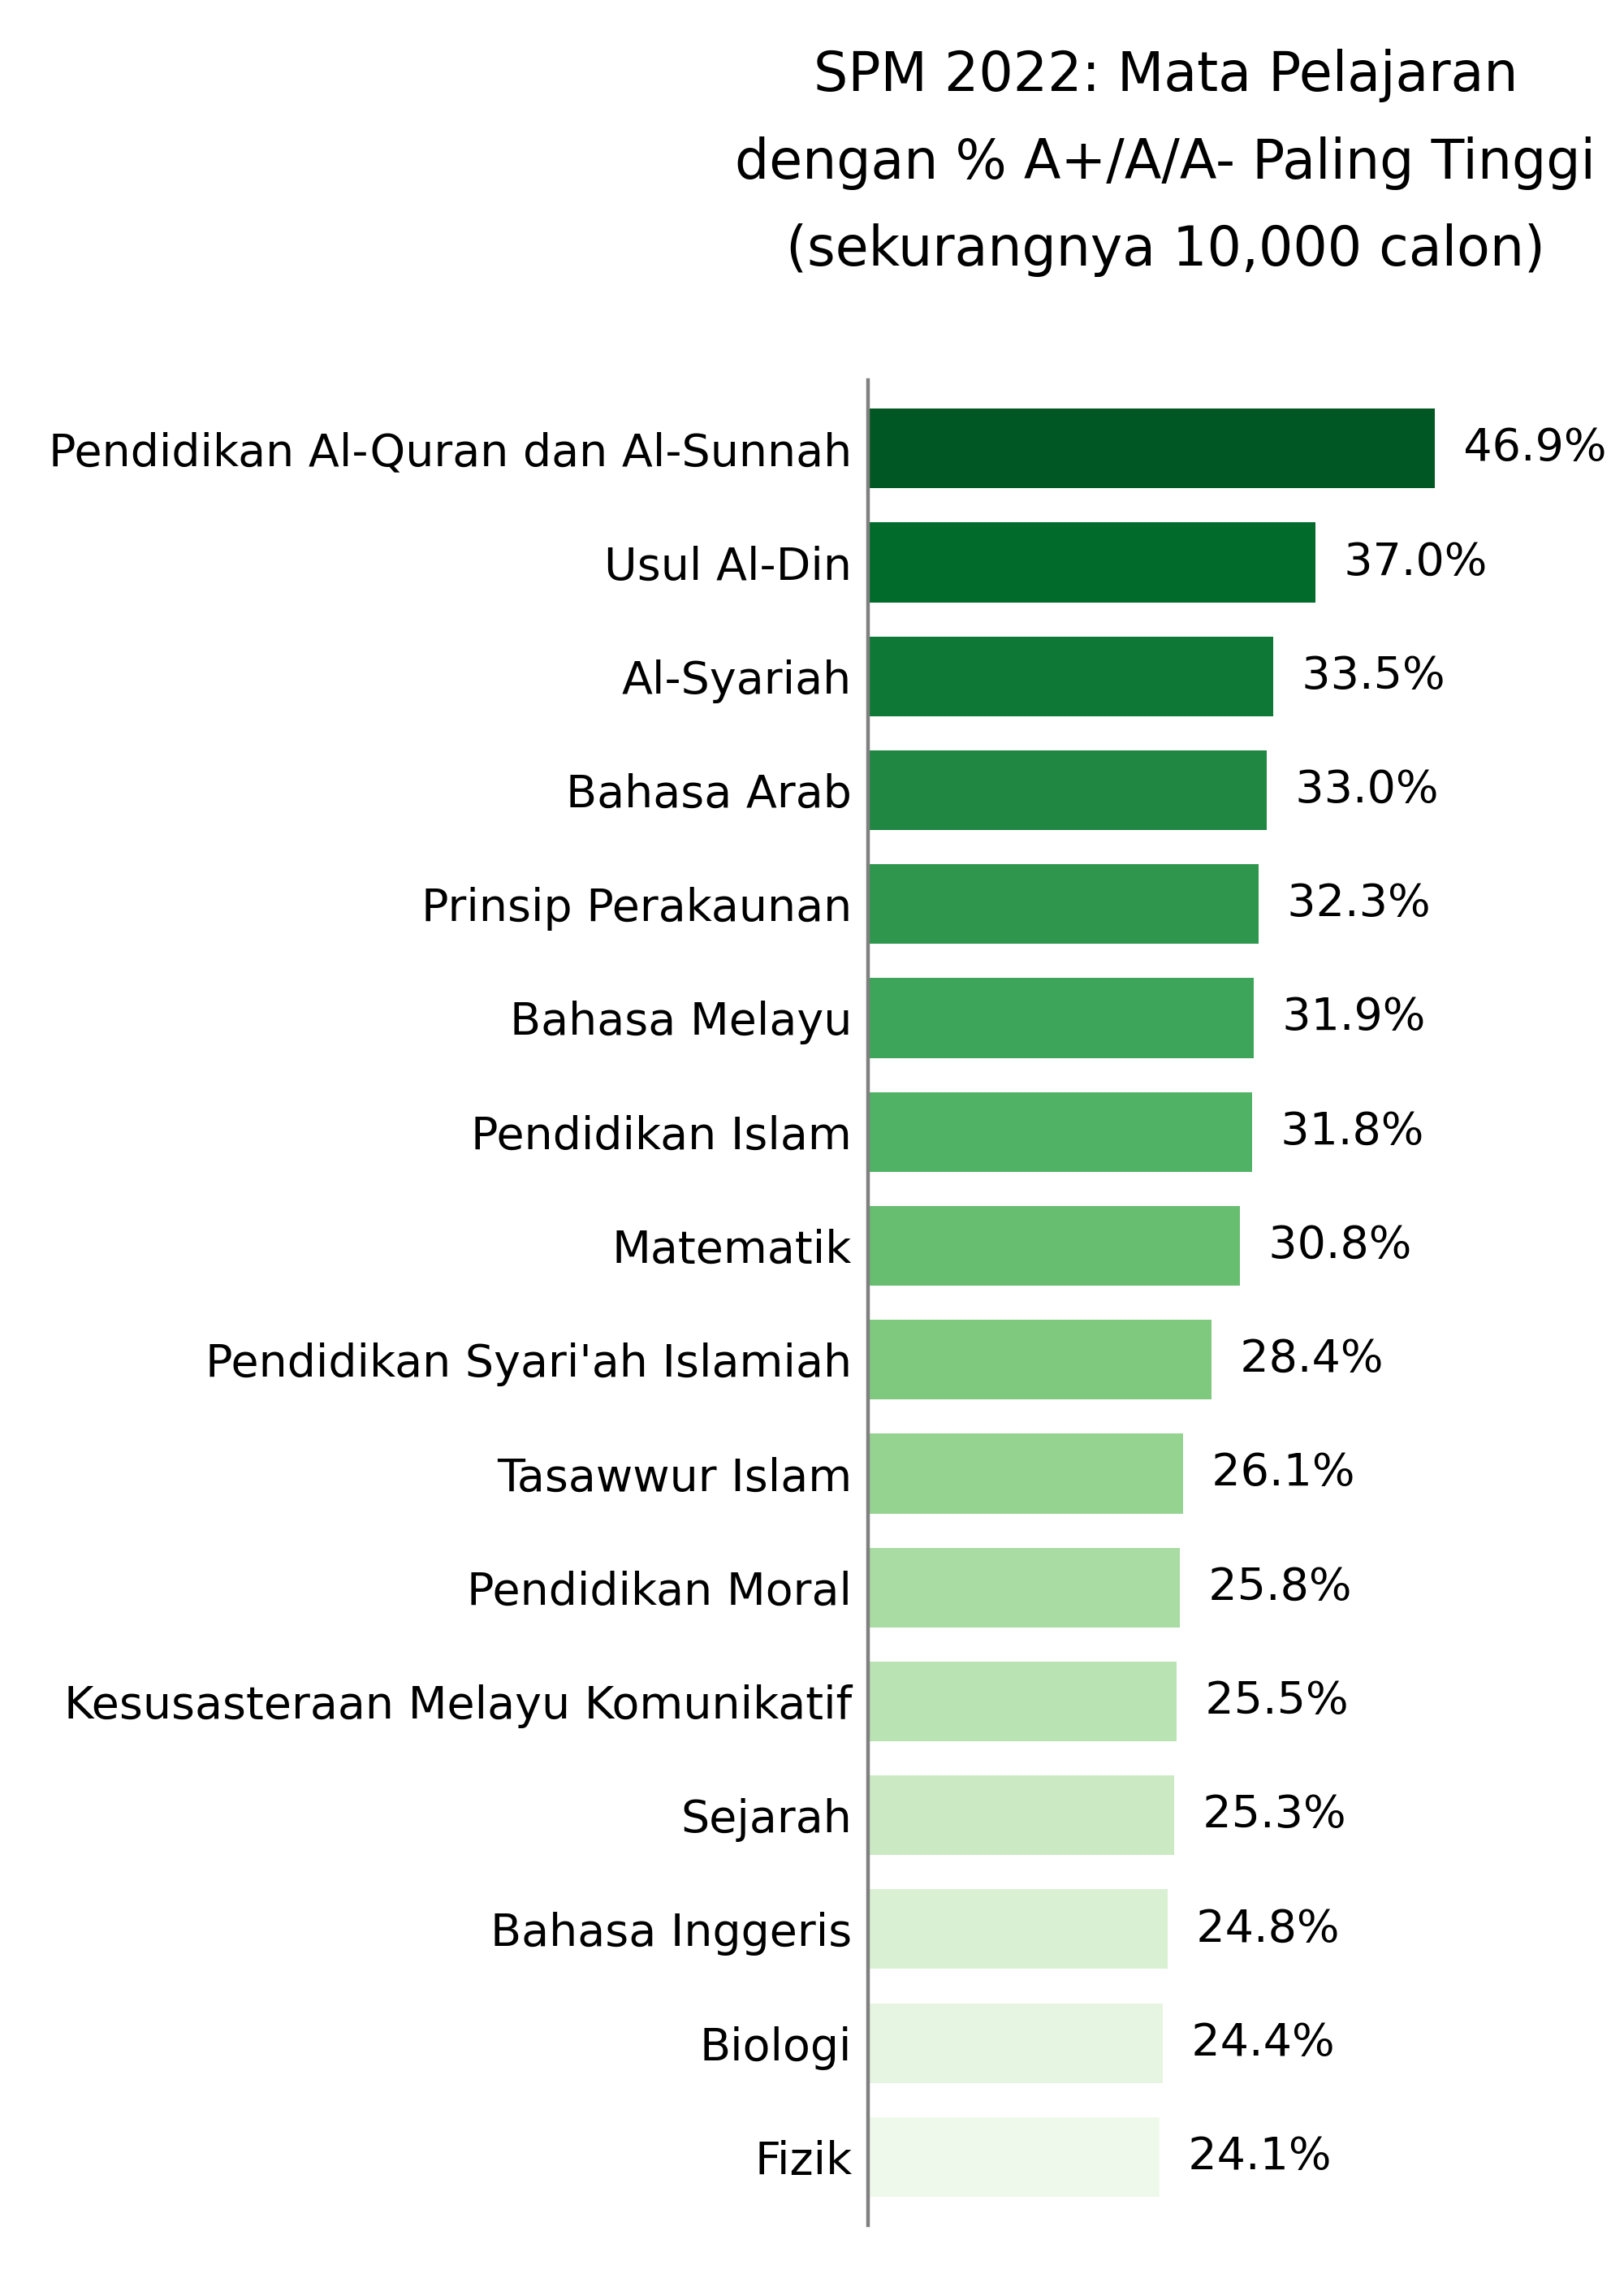 SPM 2022: Mata Pelajaran
dengan % A+/A/A- Paling Tinggi
(sekurangnya 10,000 calon)
Pendidikan Al-Quran dan Al-Sunnah 46.9%
Usul Al-Din 37.0%
Al-Syariah 33.5%
Bahasa Arab 33.0%
Prinsip Perakaunan 32.3%
Bahasa Melayu 31.9%
Pendidikan Islam 31.8%
Matematik 30.8%
Pendidikan Syari'ah Islamiah 28.4%
Tasawwur Islam 26.1%
Pendidikan Moral 25.8%
Kesusasteraan Melayu Komunikatif 25.5%
Sejarah 25.3%
Bahasa Inggeris 24.8%
Biologi 24.4%
Fizik 24.1%